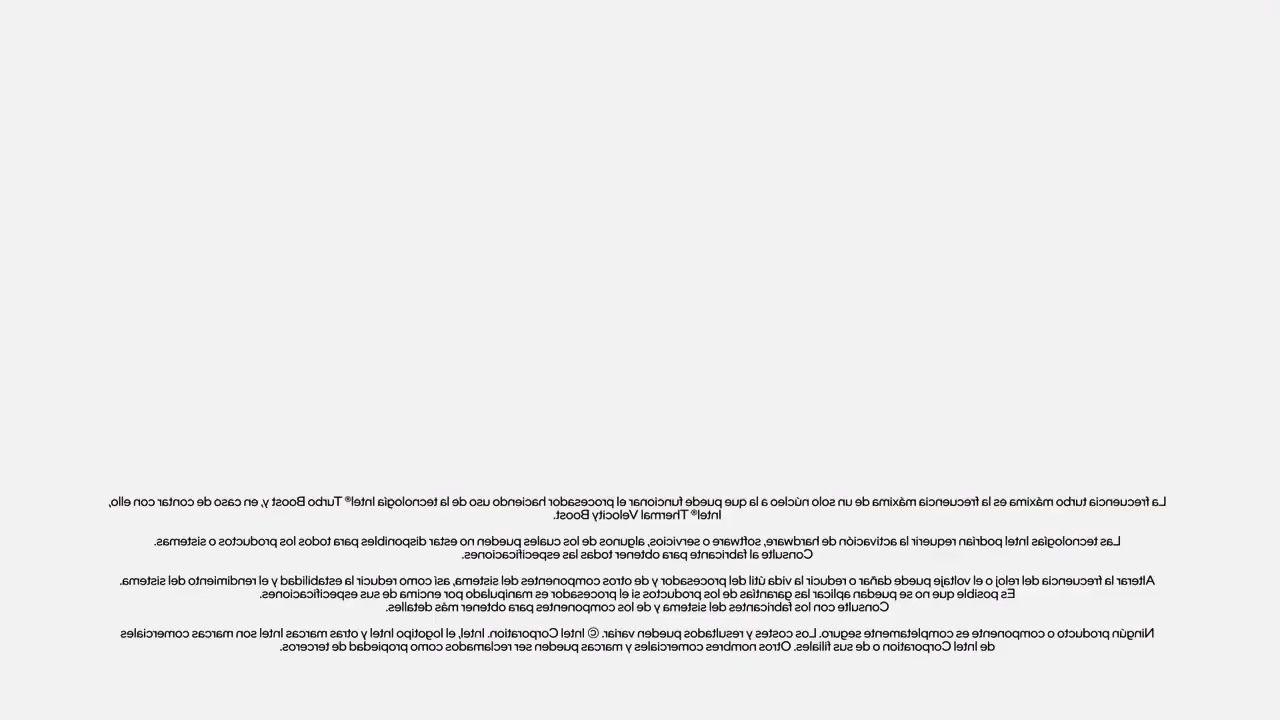 La frecuencia turbo máxima es la frecuencia máxima de un solo núcleo a la que puede funcionar el procesador haciendo uso de la tecnología Intel® Turbo Boost y, en caso de contar con ello,
Intel® Thermal Velocity Boost.
Las tecnologías Intel podrían requerir la activación de hardware, software o servicios, algunos de los cuales pueden no estar disponibles para todos los productos o sistemas.
Consulte al fabricante para obtener todas las especificaciones.
Alterar la frecuencia del reloj o el voltaje puede dañar o reducir la vida útil del procesador y de otros componentes del sistema, así como reducir la estabilidad y el rendimiento del sistema.
Es posible que no se puedan aplicar las garantías de los productos si el procesador es manipulado por encima de sus especificaciones.
Consulte con los fabricantes del sistema y de los componentes para obtener más detalles.
Ningún producto o componente es completamente seguro. Los costes y resultados pueden variar. © Intel Corporation. Intel, el logotipo Intel y otras marcas Intel son marcas comerciales
de Intel Corporation o de sus filiales. Otros nombres comerciales y marcas pueden ser reclamados como propiedad de terceros.